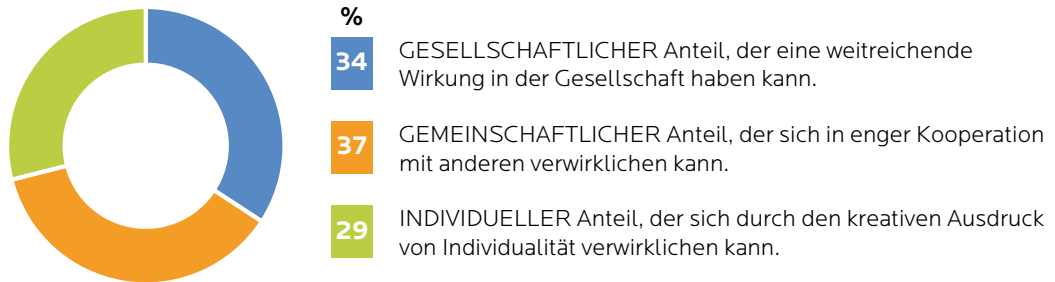 %
34
GESELLSCHAFTLICHER Anteil, der eine weitreichende
Wirkung in der Gesellschaft haben kann.
37
GEMEINSCHAFTLICHER Anteil, der sich in enger Kooperation
mit anderen verwirklichen kann.
29
INDIVIDUELLER Anteil, der sich durch den kreativen Ausdruck
von Individualität verwirklichen kann.